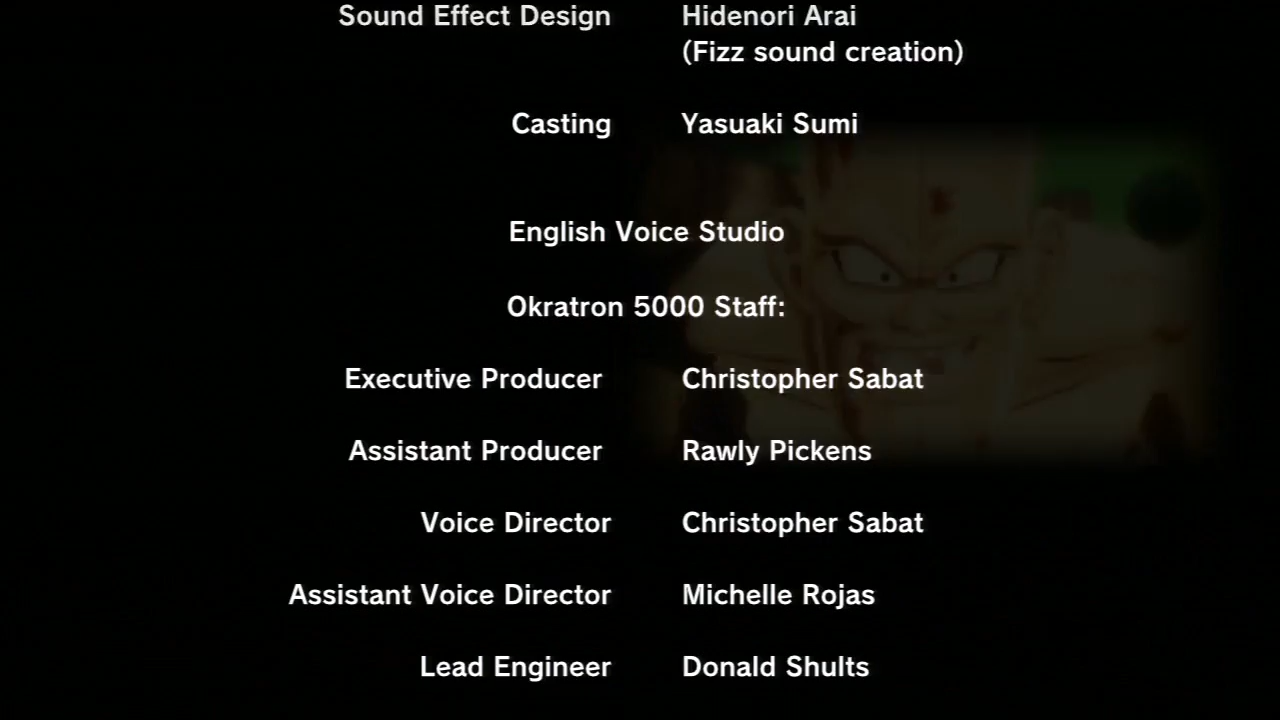 Sound Effect Design Hidenori Arai
(Fizz sound creation)
Casting Yasuaki Sumi
English Voice Studio
Okratron 5000 Staff:
Executive Producer Christopher Sabat
Assistant Producer Rawly Pickens
Voice Director Christopher Sabat
Assistant Voice Director Michelle Rojas
Lead Engineer Donald Shults